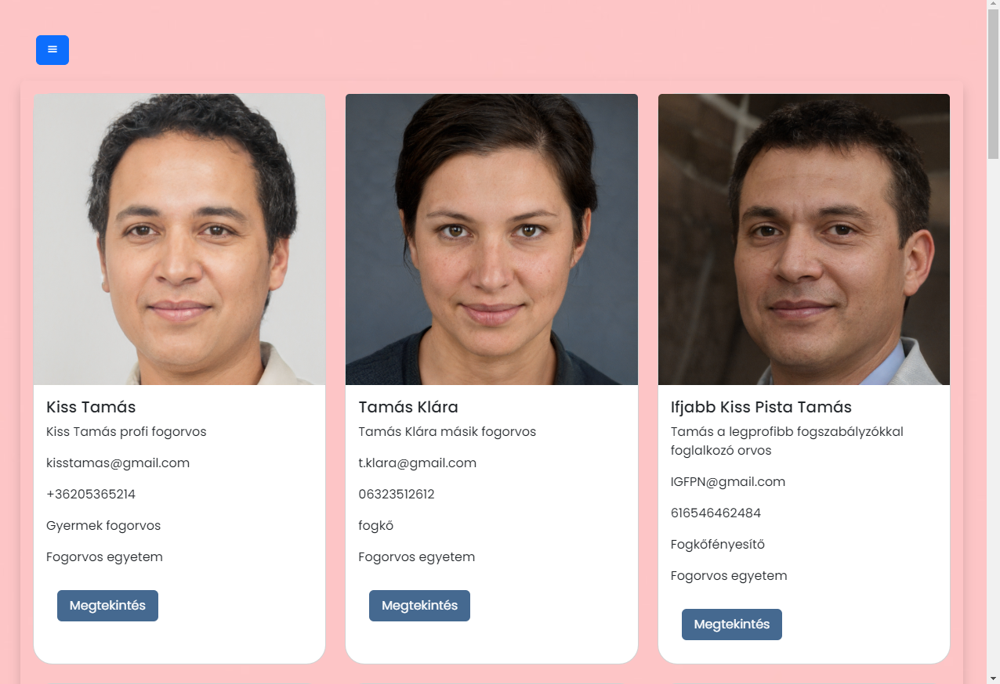 Kiss Tamás
Kiss Tamás profi fogorvos
kisstamas@gmail.com
+36205365214
Gyermek fogorvos
Fogorvos egyetem
Megtekintés
Tamás Klára
Tamás Klára másik fogorvos
t.klara@gmail.com
06323512612
fogkő
Fogorvos egyetem
Megtekintés
Ifjabb Kiss Pista Tamás
Tamás a legprofibb fogszabályzókkal
foglalkozó orvos
IGFPN@gmail.com
616546462484
Fogkőfényesítő
Fogorvos egyetem
Megtekintés